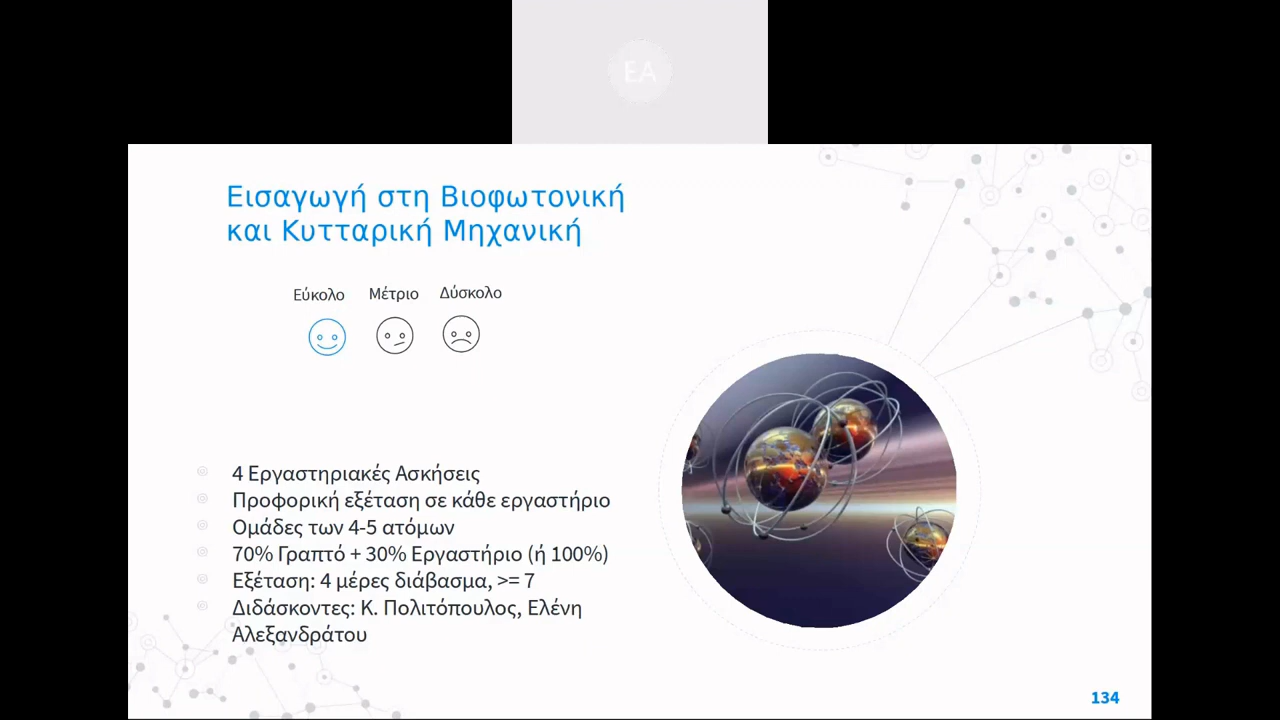 EA
Εισαγωγή στη Βιοφωτονική
και Κυτταρική Μηχανική
Εύκολο Μέτριο Δύσκολο
4 Εργαστηριακές Ασκήσεις
Προφορική εξέταση σε κάθε εργαστήριο
Ομάδες των 4-5 ατόμων
70% Γραπτό + 30% Εργαστήριο (ή 100%)
Εξέταση: 4 μέρες διάβασμα, >= 7
Διδάσκοντες: Κ. Πολιτόπουλος, Ελένη
Αλεξανδράτου
134